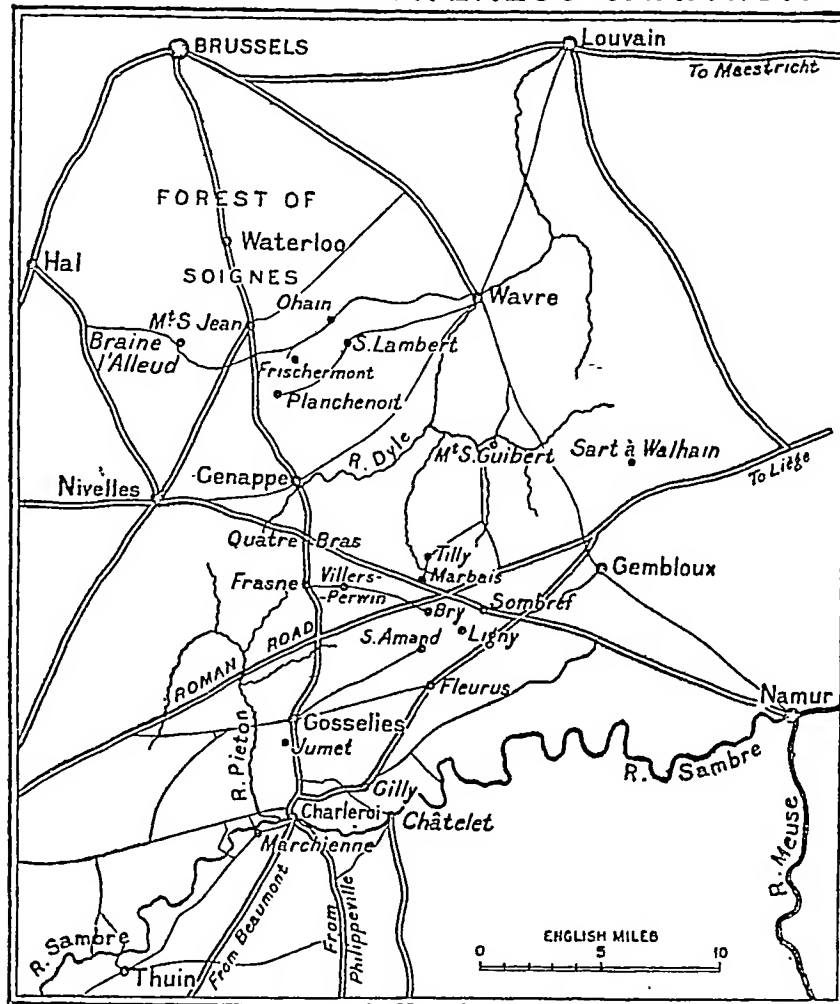 BRUSSELS
Louvain
To Maestricht
FOREST OF
Waterloo
Hal
SOIGNES
Ohain
Wavre
Mt. S. Jean
Braine
l'Alleud
S. Lambert
Frischermont
Planchenoit
R. Dyle
Mt. S. Guibert
Sart à Walhain
To Liége
Genappe
Nivelles
Quatre Bras
Tilly
Marbais
Gembloux
Frasne
Villers-
-Perwin
Sombref
Bry
Ligny
S. Amand
ROMAN ROAD
Fleurus
Namur
Gosselies
Jumet
R. Pieton
R. Sambre
Gilly
Charleroi
Châtelet
Marchienne
R. Meuse
From Beaumont
From
Philippeville
R. Sambre
Thuin
ENGLISH MILES
0 5 10